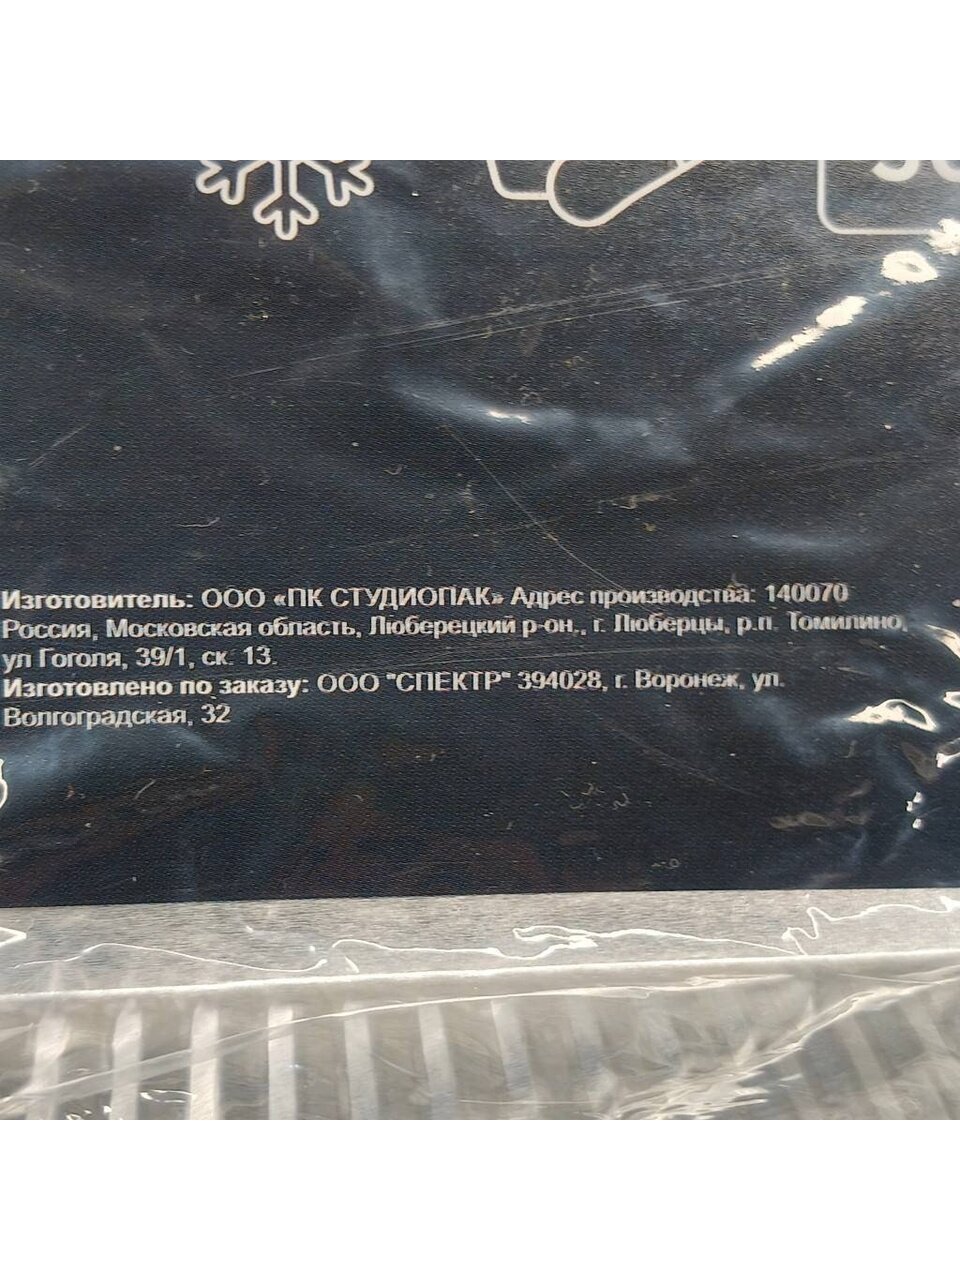 Изготовитель: ООО «ПК СТУДИОПАК» Адрес производства: 140070
Россия, Московская область, Люберецкий р-он., г. Люберцы, р.п. Томилино,
ул Гоголя, 39/1, ск. 13.
Изготовлено по заказу: ООО "СПЕКТР" 394028, г. Воронеж, ул.
Волгоградская, 32